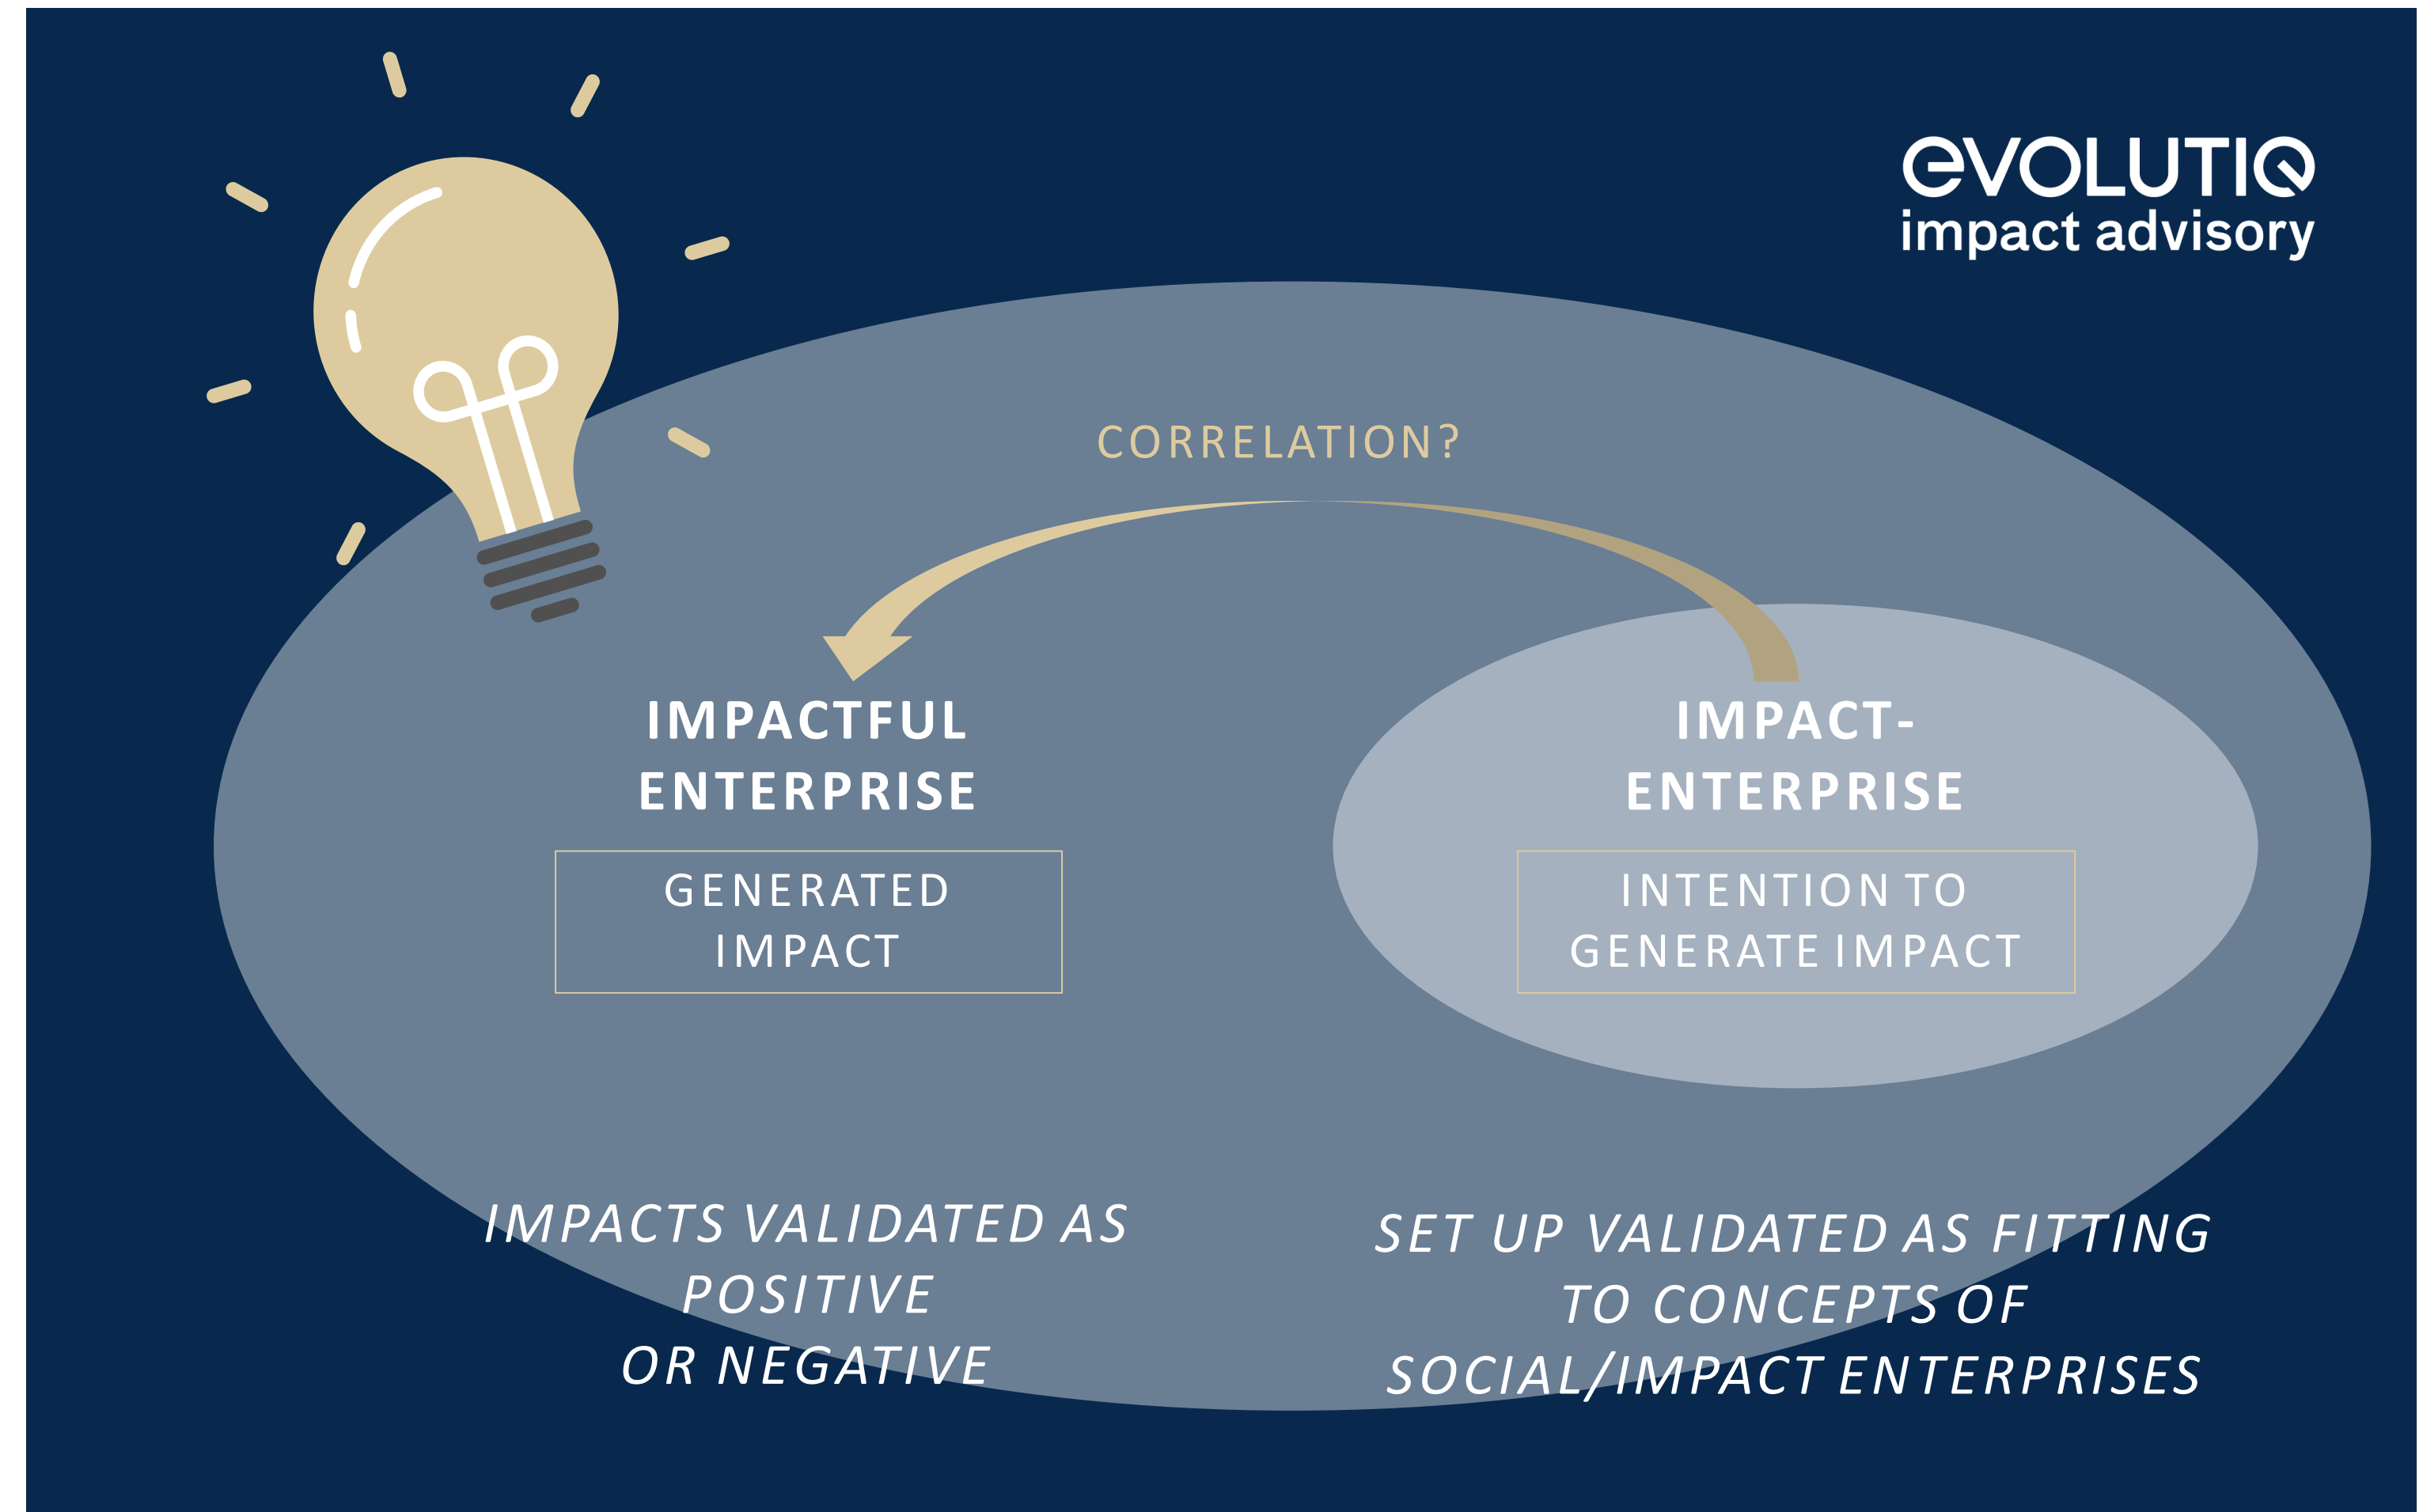 eVOLUTIQ
impact advisory
CORRELATION?
IMPACTFUL
ENTERPRISE
GENERATED
IMPACT
IMPACT-
ENTERPRISE
INTENTION TO
GENERATE IMPACT
IMPACTS VALIDATED AS
POSITIVE
OR NEGATIVE
SET UP VALIDATED AS FITTING
TO CONCEPTS OF
SOCIAL/IMPACT ENTERPRISES